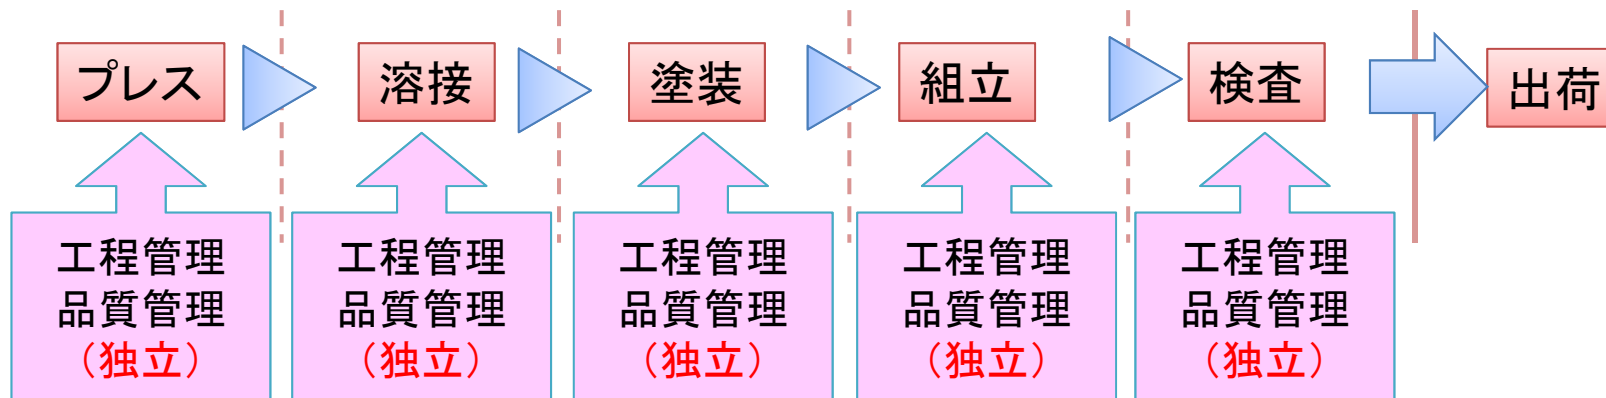 プレス
溶接
塗装
組立
検査
出荷
工程管理
品質管理
（独立）
工程管理
品質管理
（独立）
工程管理
品質管理
（独立）
工程管理
品質管理
（独立）
工程管理
品質管理
（独立）